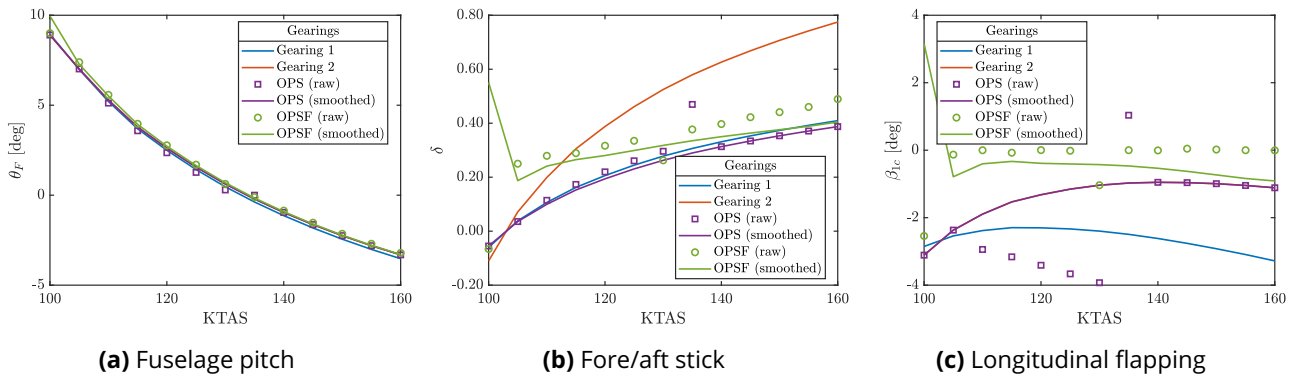 10
5
0
-5
100
120
140
160
θF [deg]
KTAS
Gearings
Gearing 1
Gearing 2
OPS (raw)
OPS (smoothed)
OPSF (raw)
OPSF (smoothed)
(a) Fuselage pitch
0.80
0.60
0.40
0.20
0.00
-0.20
100
120
140
160
δ
KTAS
Gearings
Gearing 1
Gearing 2
OPS (raw)
OPS (smoothed)
OPSF (raw)
OPSF (smoothed)
(b) Fore/aft stick
4
2
0
-2
-4
100
120
140
160
β1c [deg]
KTAS
Gearings
Gearing 1
Gearing 2
OPS (raw)
OPS (smoothed)
OPSF (raw)
OPSF (smoothed)
(c) Longitudinal flapping